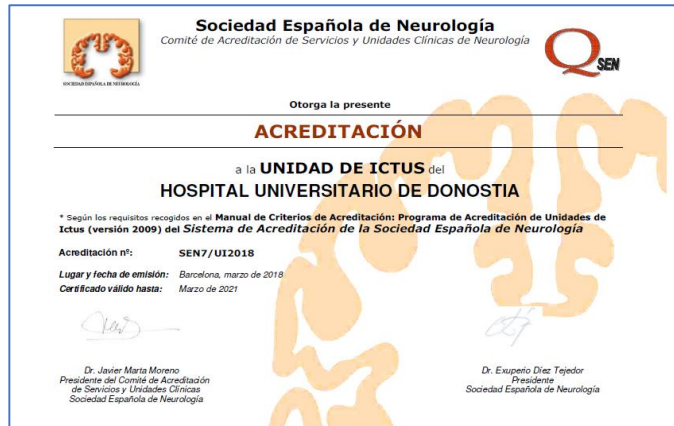 Sociedad Española de Neurología
Comité de Acreditación de Servicios y Unidades Clínicas de Neurología
SOCIEDAD ESPAÑOLA DE NEUROLOGÍA
QSEN
Otorga la presente
ACREDITACIÓN
a la UNIDAD DE ICTUS del
HOSPITAL UNIVERSITARIO DE DONOSTIA
* Según los requisitos recogidos en el Manual de Criterios de Acreditación: Programa de Acreditación de Unidades de
Ictus (versión 2009) del Sistema de Acreditación de la Sociedad Española de Neurología
Acreditación nº: SEN7/UI2018
Lugar y fecha de emisión: Barcelona, marzo de 2018
Certificado válido hasta: Marzo de 2021
Dr. Javier Marta Moreno
Presidente del Comité de Acreditación
de Servicios y Unidades Clínicas
Sociedad Española de Neurología
Dr. Exuperio Díez Tejedor
Presidente
Sociedad Española de Neurología